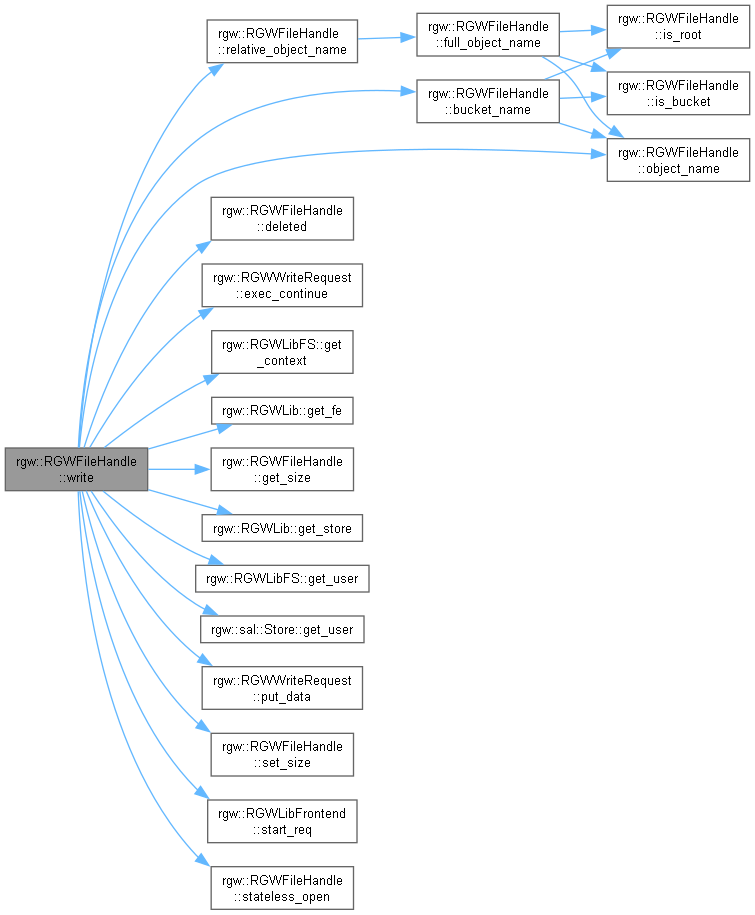 rgw::RGWFileHandle
::write
rgw::RGWFileHandle
::relative_object_name
rgw::RGWFileHandle
::full_object_name
rgw::RGWFileHandle
::is_root
rgw::RGWFileHandle
::is_bucket
rgw::RGWFileHandle
::bucket_name
rgw::RGWFileHandle
::object_name
rgw::RGWFileHandle
::deleted
rgw::RGWWriteRequest
::exec_continue
rgw::RGWLibFS::get
_context
rgw::RGWLib::get_fe
rgw::RGWFileHandle
::get_size
rgw::RGWLib::get_store
rgw::RGWLibFS::get_user
rgw::sal::Store::get_user
rgw::RGWWriteRequest
::put_data
rgw::RGWFileHandle
::set_size
rgw::RGWLibFrontend
::start_req
rgw::RGWFileHandle
::stateless_open